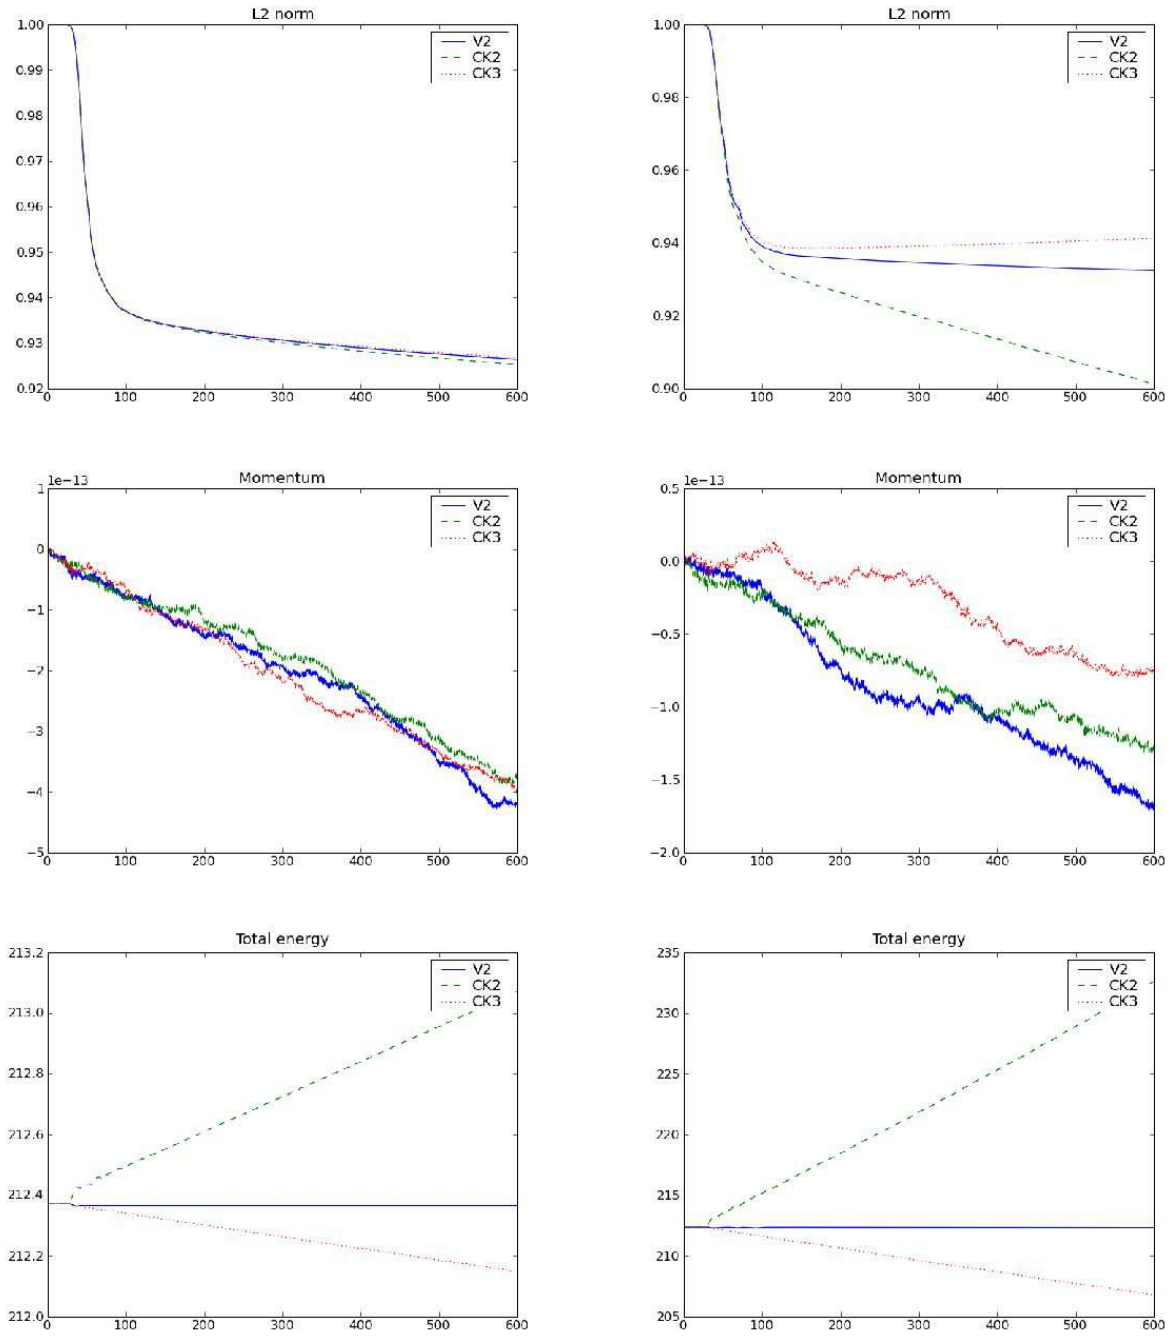 L2 norm
1.00
0.99
0.98
0.97
0.96
0.95
0.94
0.93
0.92
0 100 200 300 400 500 600
V2
CK2
CK3
L2 norm
1.00
0.98
0.96
0.94
0.92
0.90
0 100 200 300 400 500 600
V2
CK2
CK3
1e−13
Momentum
1
0
−1
−2
−3
−4
−5
0 100 200 300 400 500 600
V2
CK2
CK3
1e−13
Momentum
0.5
0.0
−0.5
−1.0
−1.5
−2.0
0 100 200 300 400 500 600
V2
CK2
CK3
Total energy
213.2
213.0
212.8
212.6
212.4
212.2
212.0
0 100 200 300 400 500 600
V2
CK2
CK3
Total energy
235
230
225
220
215
210
205
0 100 200 300 400 500 600
V2
CK2
CK3